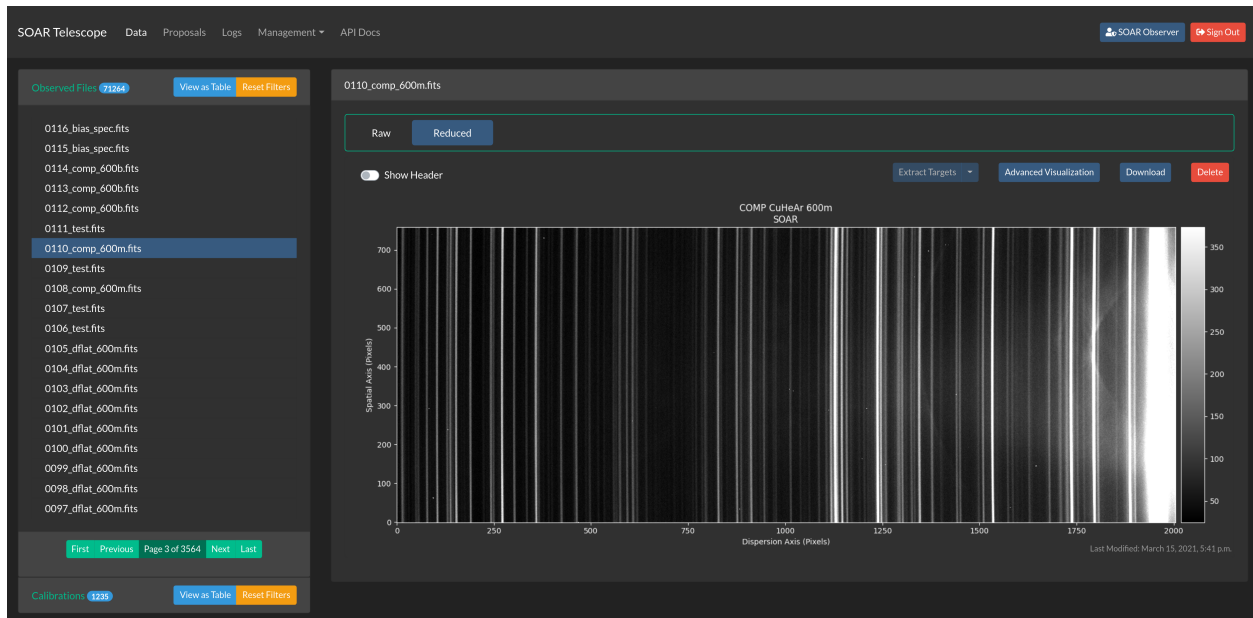 SOAR Telescope Data Proposals Logs Management API Docs SOAR Observer Sign Out
Observed Files 71264 View as Table Reset Filters
0116_bias_spec.fits
0115_bias_spec.fits
0114_comp_600b.fits
0113_comp_600b.fits
0112_comp_600b.fits
0111_test.fits
0110_comp_600m.fits
0109_test.fits
0108_comp_600m.fits
0107_test.fits
0106_test.fits
0105_dflat_600m.fits
0104_dflat_600m.fits
0103_dflat_600m.fits
0102_dflat_600m.fits
0101_dflat_600m.fits
0100_dflat_600m.fits
0099_dflat_600m.fits
0098_dflat_600m.fits
0097_dflat_600m.fits
First Previous Page 3 of 3564 Next Last
Calibrations 1235 View as Table Reset Filters
0110_comp_600m.fits
Raw Reduced
Show Header Extract Targets Advanced Visualization Download Delete
COMP CuHeAr 600m
SOAR
Spatial Axis (Pixels)
700
600
500
400
300
200
100
0
0 250 500 750 1000 1250 1500 1750 2000
Dispersion Axis (Pixels)
350
300
250
200
150
100
50
Last Modified: March 15, 2021, 5:41 p.m.